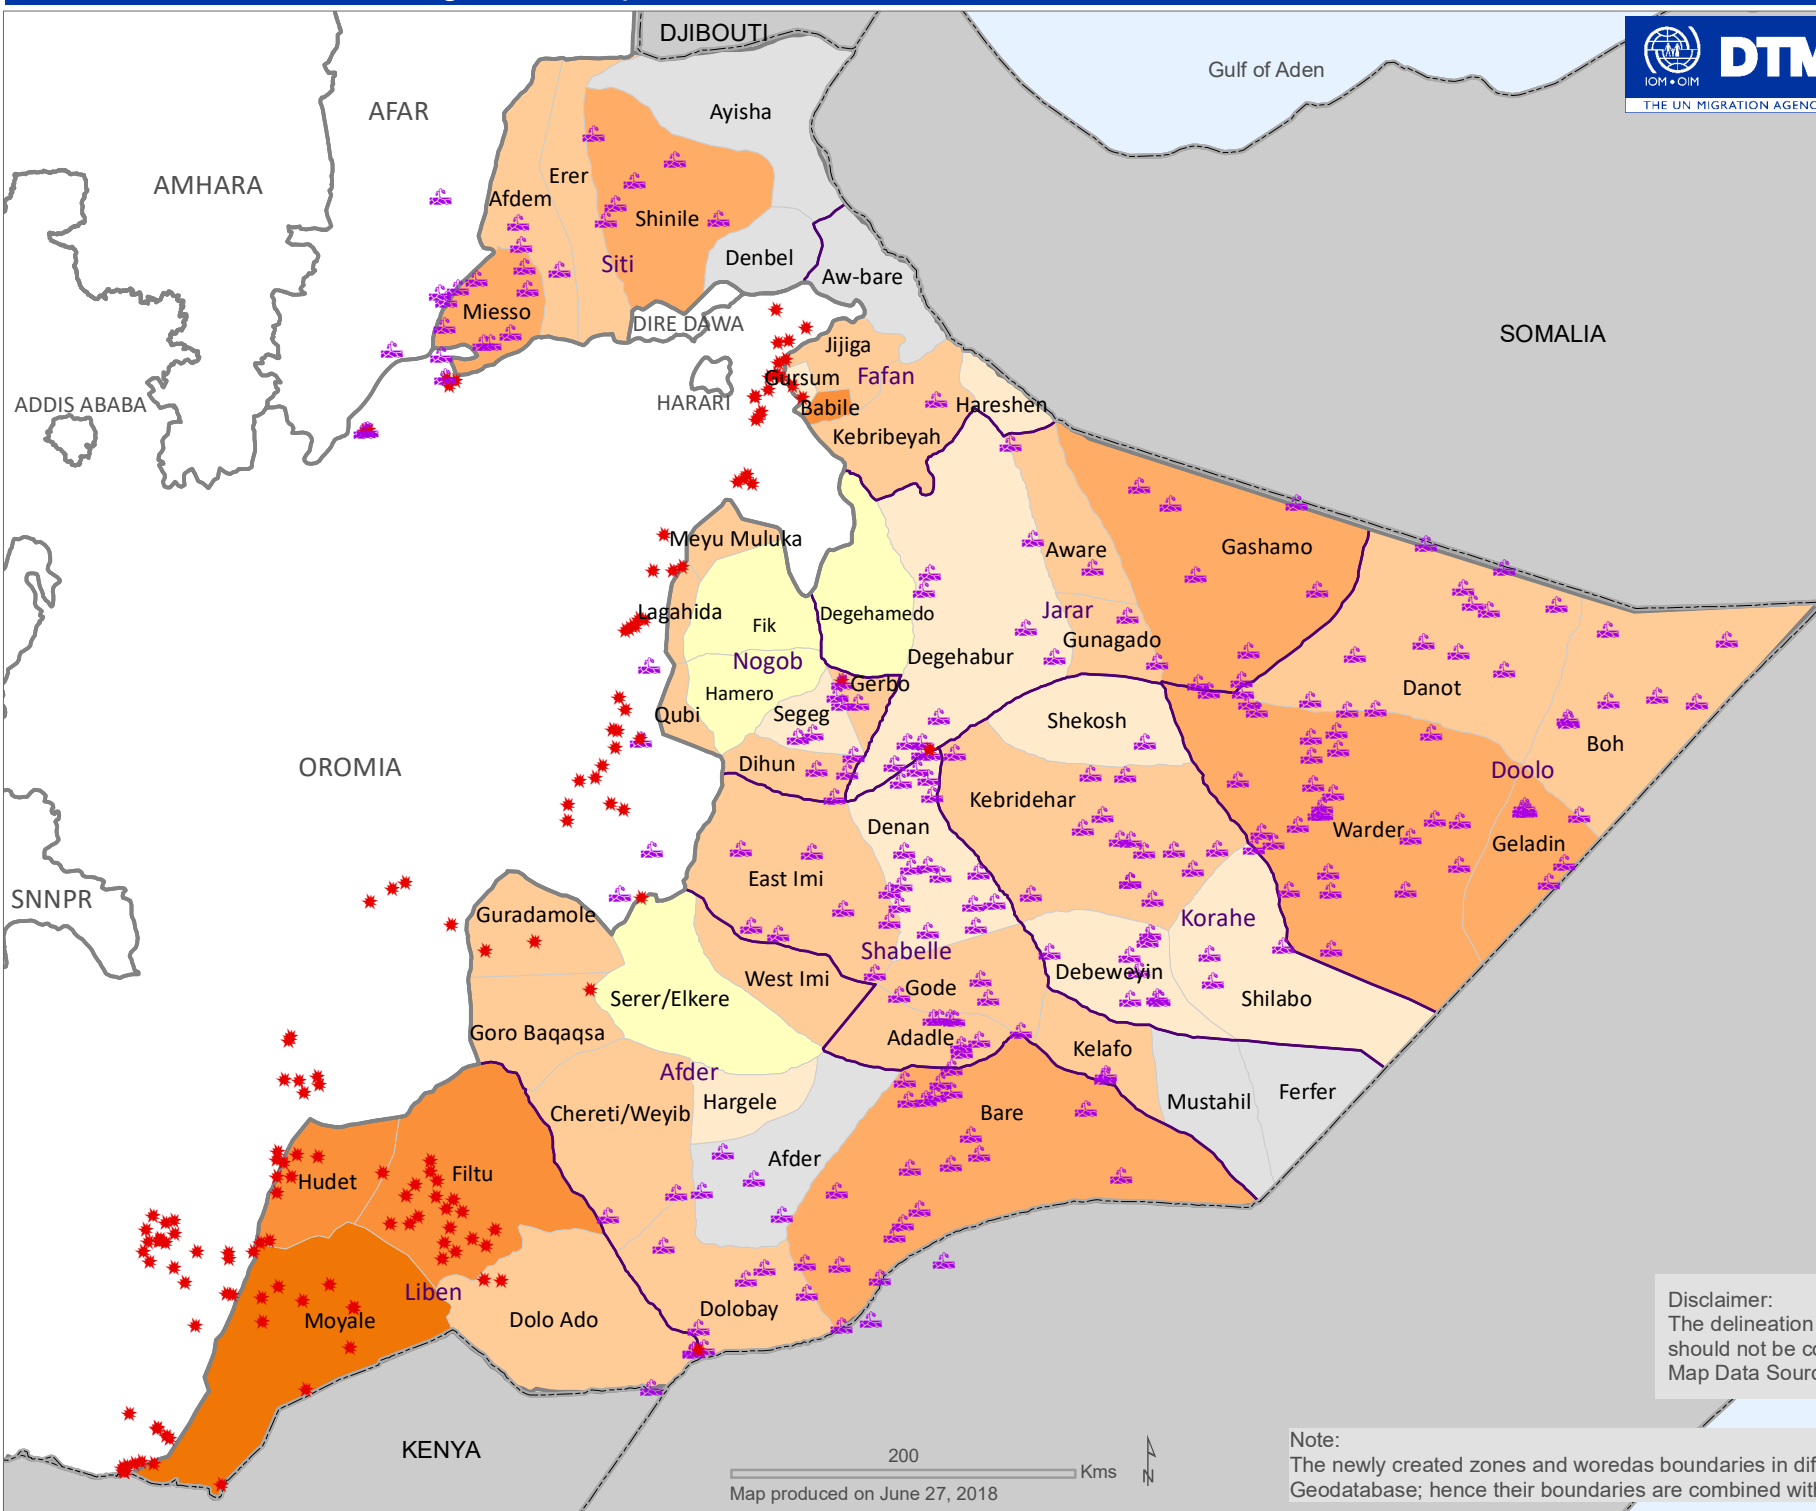 DJIBOUTI
Gulf of Aden
IOM • OIM
THE UN MIGRATION AGENC
AFAR
Ayisha
AMHARA
Erer
Afdem
Shinile
Siti
Denbel
Aw-bare
Miesso
DIRE DAWA
SOMALIA
Jijiga
Gursum
Fafan
HARARI
ADDIS ABABA
Babile
Hareshen
Kebribeyah
Meyu Muluka
Aware
Gashamo
Lagahida
Fik
Degehamedo
Jarar
Gunagado
Nogob
Degehabur
Hamero
Gerbo
Danot
Qubi
Segeg
Shekosh
Boh
OROMIA
Dihun
Doolo
Kebridehar
Denan
Warder
Geladin
East Imi
SNNPR
Guradamole
Korahe
Shabelle
West Imi
Debeweyin
Serer/Elkere
Gode
Shilabo
Goro Baqaqsa
Adadle
Kelafo
Afder
Hargele
Chereti/Weyib
Bare
Mustahil
Ferfer
Afder
Hudet
Filtu
Liben
Moyale
Dolo Ado
Dolobay
Disclaimer:
The delineation
should not be
Map Data
KENYA
200
Kms
N
Map produced on June 27, 2018
Note:
The newly created zones and woredas boundaries in
Geodatabase; hence their boundaries are combined